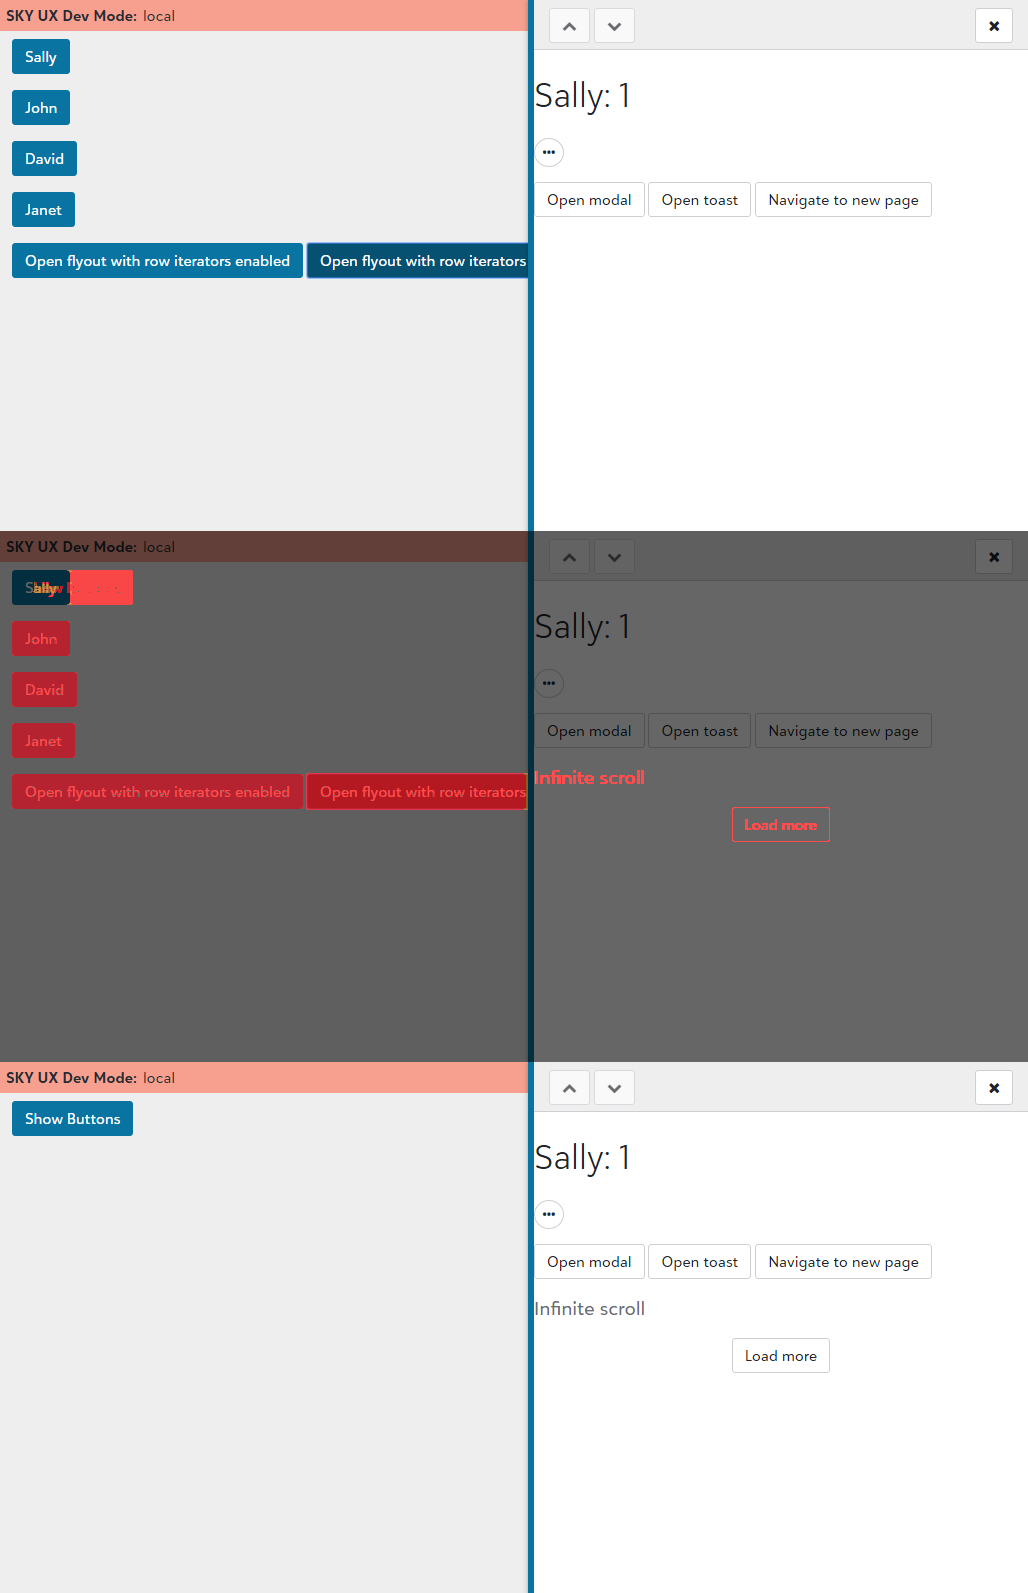 SKY UX Dev Mode: local
Sally
John
David
Janet
Open flyout with row iterators enabled
Open flyout with row iterators
Sally: 1
Open modal
Open toast
Navigate to new page
SKY UX Dev Mode: local
John
David
Janet
Open flyout with row iterators enabled
Open flyout with row iterators
Sally: 1
Open modal
Open toast
Navigate to new page
Infinite scroll
Load more
SKY UX Dev Mode: local
Show Buttons
Sally: 1
Open modal
Open toast
Navigate to new page
Infinite scroll
Load more